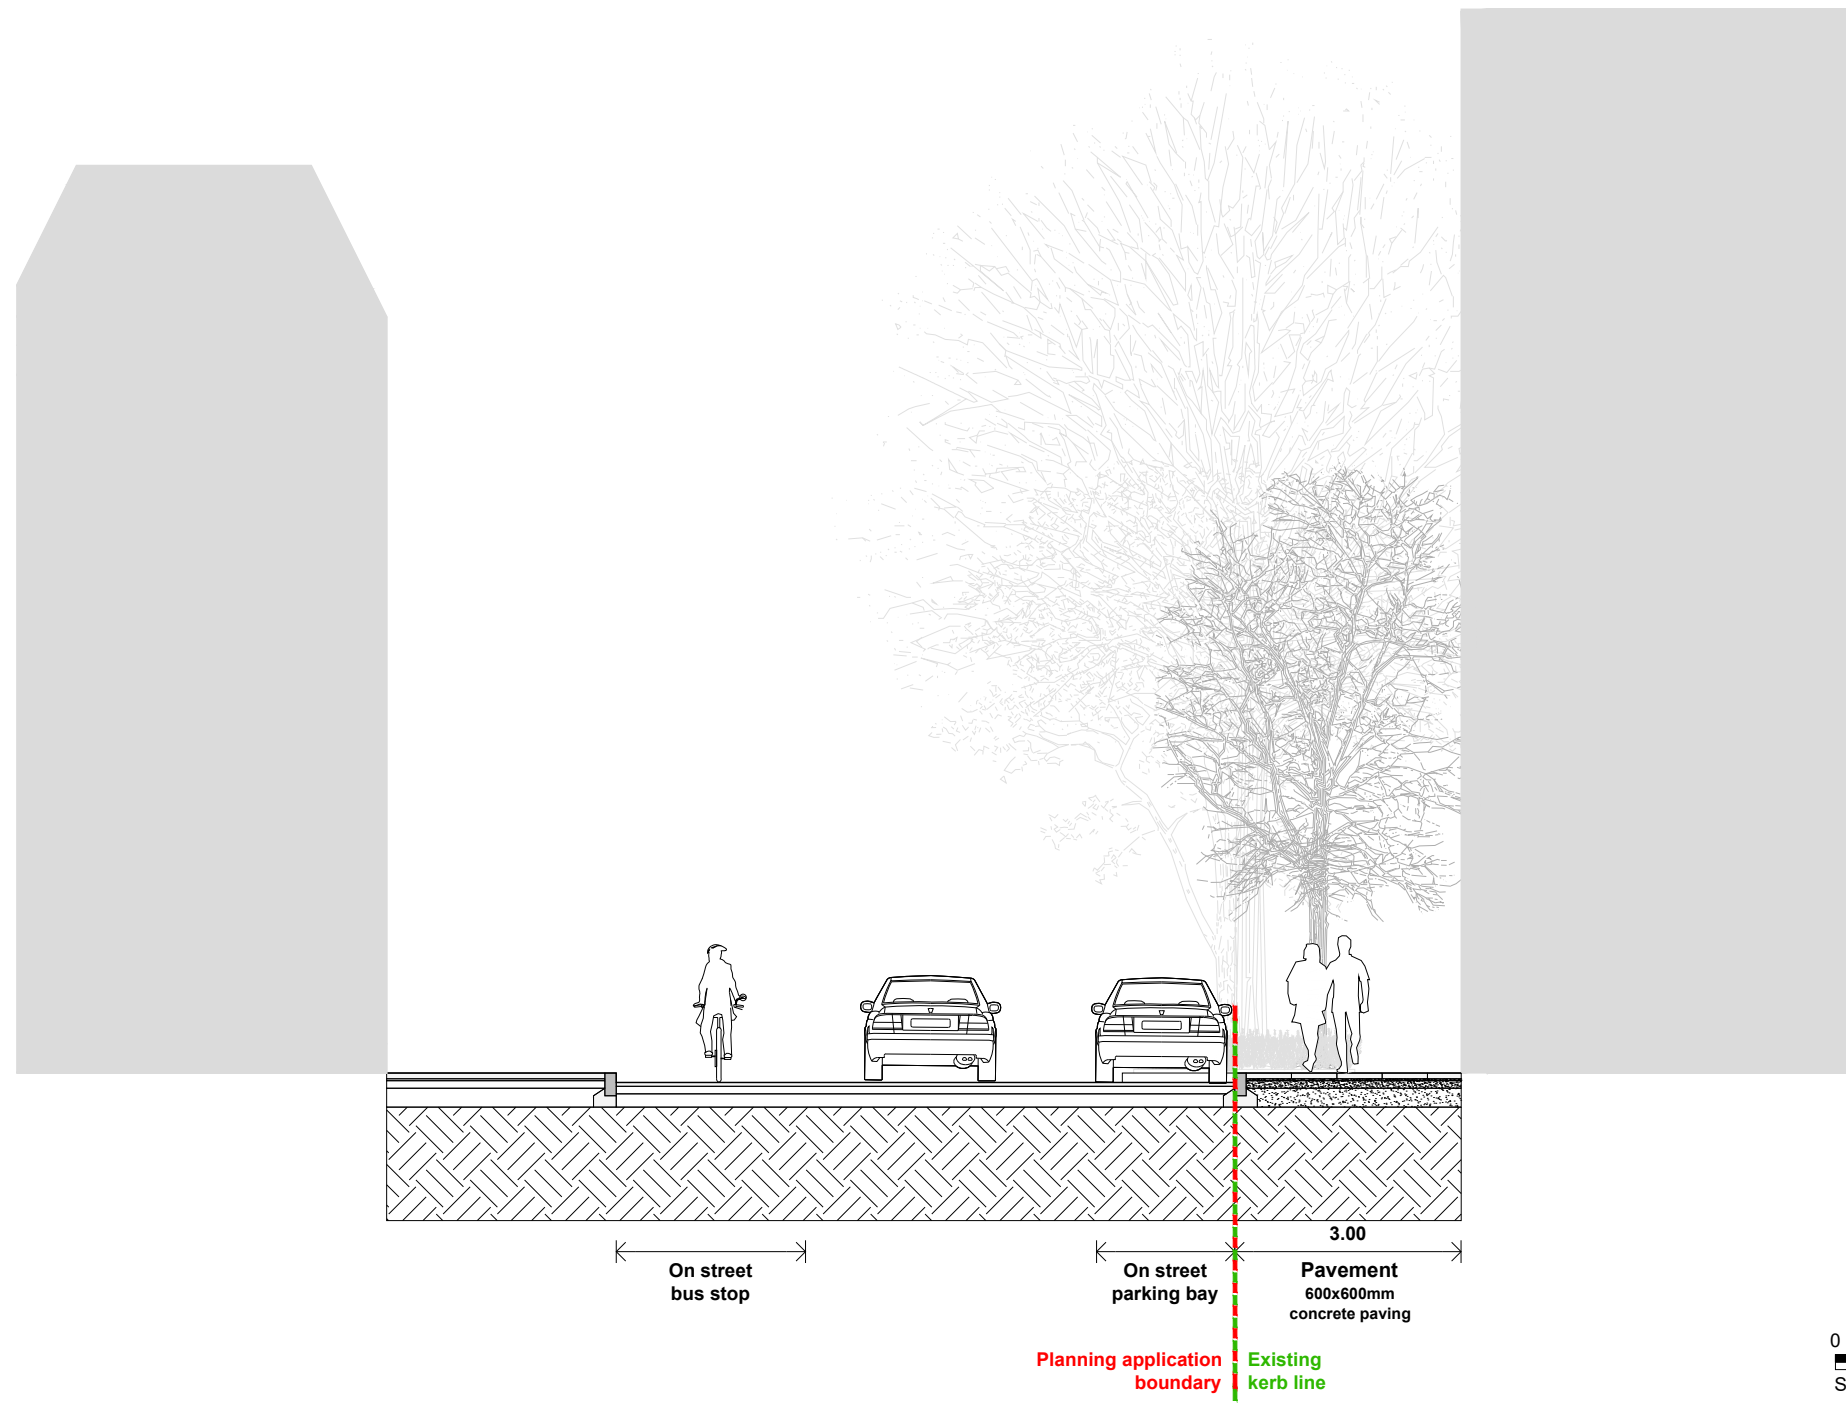 3.00
On street
bus stop
On street
parking bay
Pavement
600x600mm
concrete paving
Planning application
boundary
Existing
kerb line
0
S